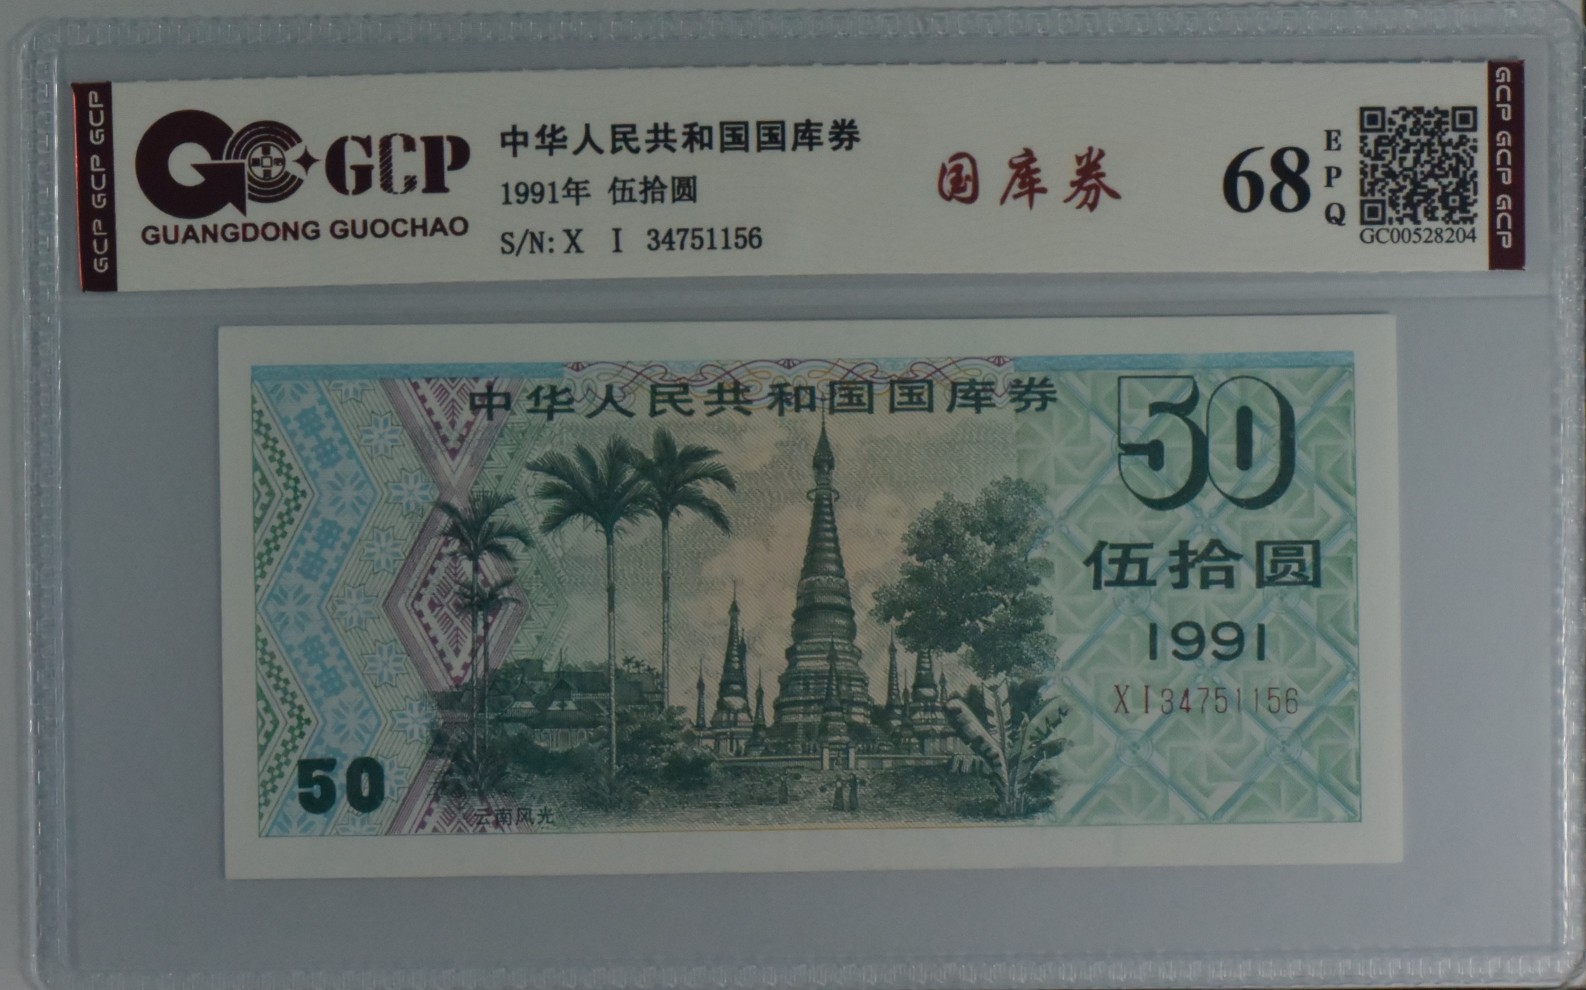 GCP GCP GCP
GCP
GUANGDONG GUOCHAO
中华人民共和国国库券
1991年 伍拾圆
S/N: X I 34751156
国库券
68
E
P
Q
GC00528204
GCP GCP GCP
中华人民共和国国库券
50
伍拾圆
1991
XI34751156
50
云南风光